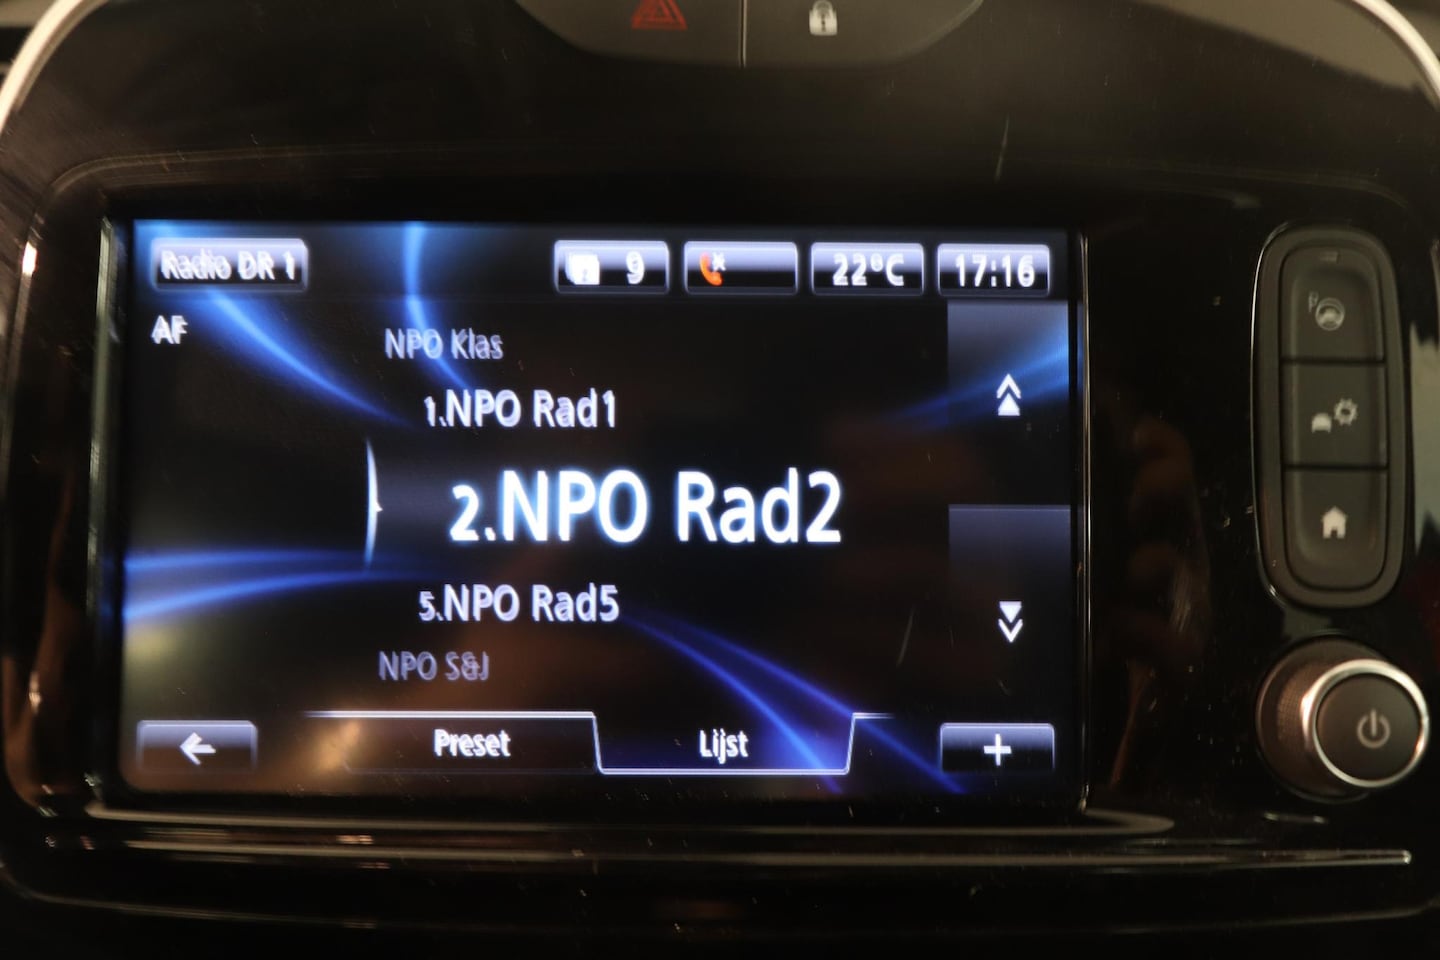 Radio DR 1
9
22°C
17:16
AF
NPO Klas
1.NPO Rad1
2.NPO Rad2
5.NPO Rad5
NPO S&J
Preset
Lijst